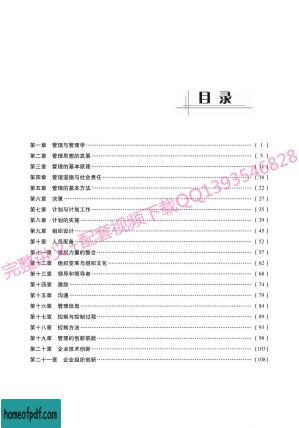 目 录
第一章 管理与管理学 ( 1 )
第二章 管理思想的发展 ( 5 )
第三章 管理的基本原理 ( 11 )
第四章 管理道德与社会责任 ( 16 )
第五章 管理的基本方法 ( 22 )
第六章 决策 ( 27 )
第七章 计划与计划工作 ( 35 )
第八章 计划的实施 ( 39 )
第九章 组织设计 ( 45 )
第十章 人员配备 ( 52 )
第十一章 组织力量的整合 ( 57 )
第十二章 组织变革与组织文化 ( 62 )
第十三章 领导和领导者 ( 68 )
第十四章 激励 ( 74 )
第十五章 沟通 ( 79 )
第十六章 管理信息 ( 84 )
第十七章 控制与控制过程 ( 89 )
第十八章 控制方法 ( 93 )
第十九章 管理的创新职能 ( 98 )
第二十章 企业技术创新 (103)
第二十一章 企业组织创新 (108)
完整讲义+配套视频下载QQ1393546828
homeofpdf.com